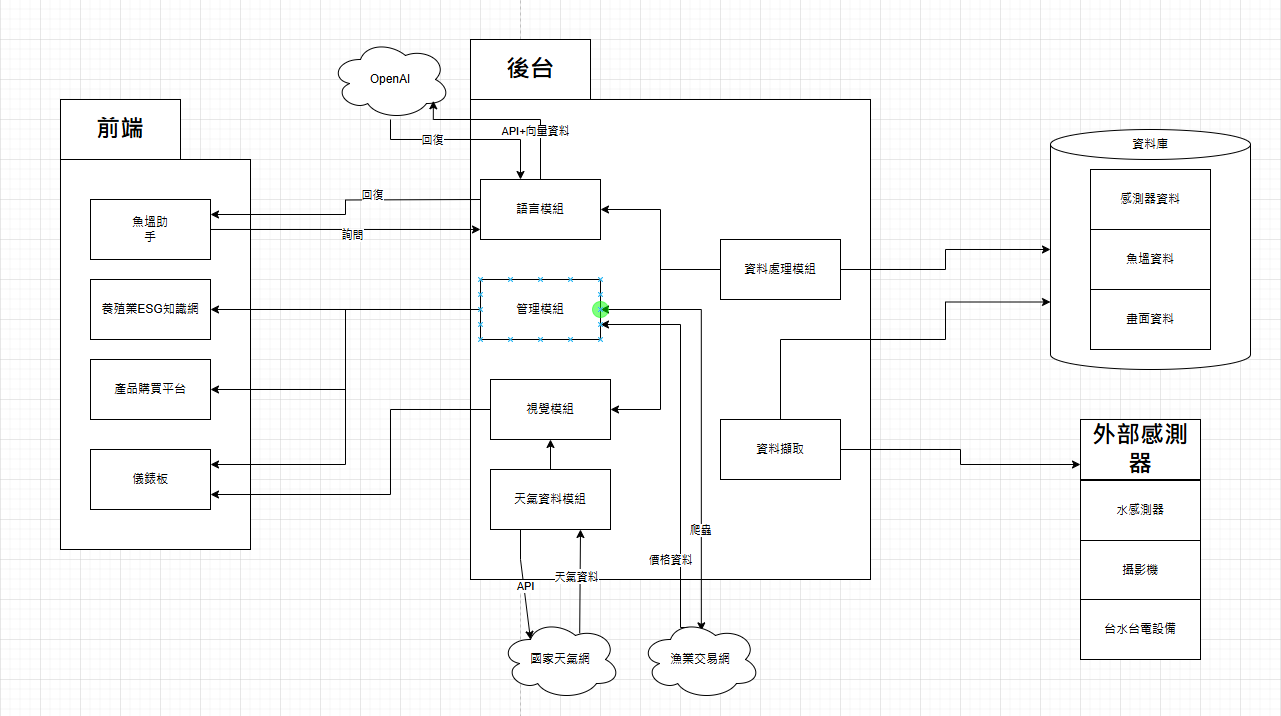 OpenAI
後台
前端
API+向量資料
回復
資料庫
感測器資料
魚塭資料
畫面資料
回復
詢問
語言模組
魚塭助
手
資料處理模組
養殖業ESG知識網
管理模組
產品購買平台
視覺模組
儀錶板
天氣資料模組
資料擷取
外部感測
器
水感測器
攝影機
台水台電設備
爬蟲
價格資料
天氣資料
API
國家天氣網
漁業交易網